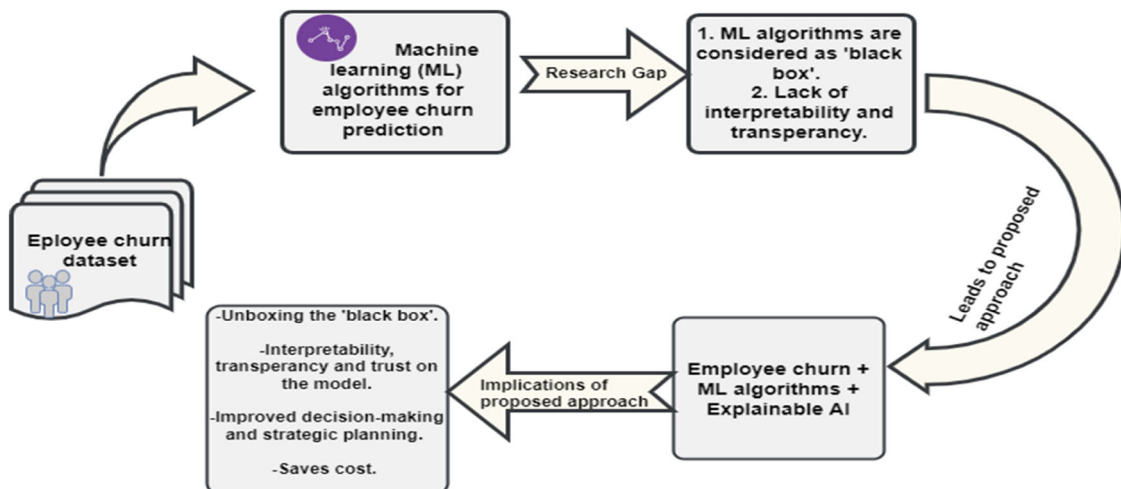 Eployee churn
dataset
Machine
learning (ML)
algorithms for
employee churn
prediction
Research Gap
1. ML algorithms are
considered as 'black
box'.
2. Lack of
interpretability and
transperancy.
Leads to proposed
approach
Employee churn +
ML algorithms +
Explainable AI
Implications of
proposed approach
-Unboxing the 'black box'.
-Interpretability,
transperancy and trust on
the model.
-Improved decision-making
and strategic planning.
-Saves cost.